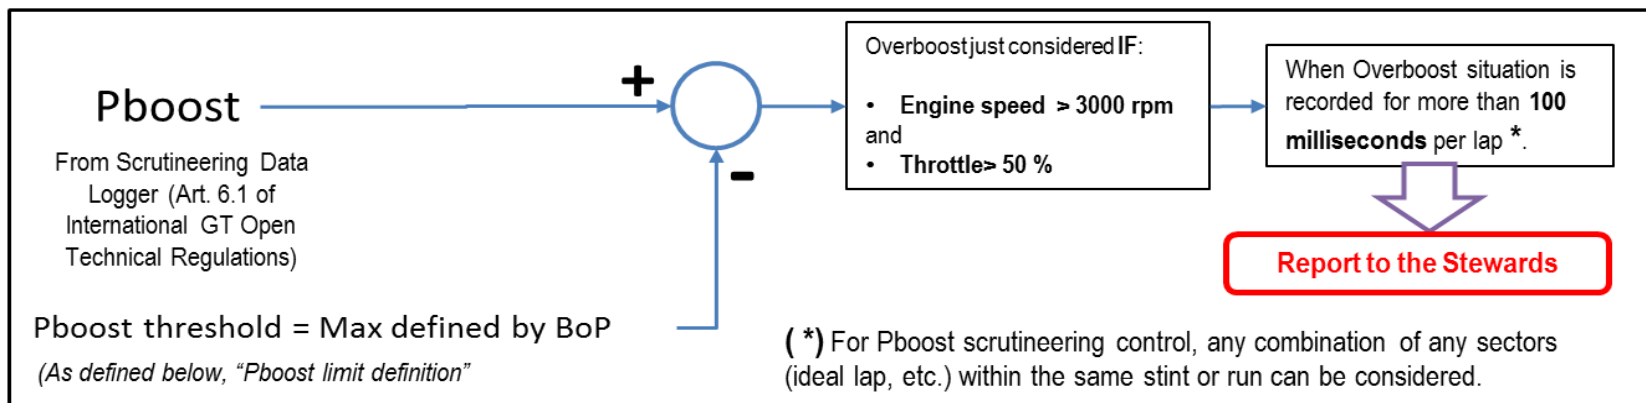 Pboost
From Scrutineering Data
Logger (Art. 6.1 of
International GT Open
Technical Regulations)
+
-
Pboost threshold = Max defined by BoP
(As defined below, “Pboost limit definition”
Overboost just considered IF:
• Engine speed > 3000 rpm
and
• Throttle> 50 %
When Overboost situation is
recorded for more than 100
milliseconds per lap *.
Report to the Stewards
( *) For Pboost scrutineering control, any combination of any sectors
(ideal lap, etc.) within the same stint or run can be considered.